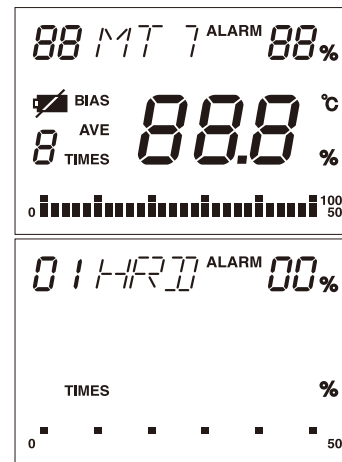 88 MT 7 ALARM 88%
BIAS
℃
8 AVE TIMES 88.8 %
0 100 50
01 HRD ALARM 00%
TIMES %
0 50